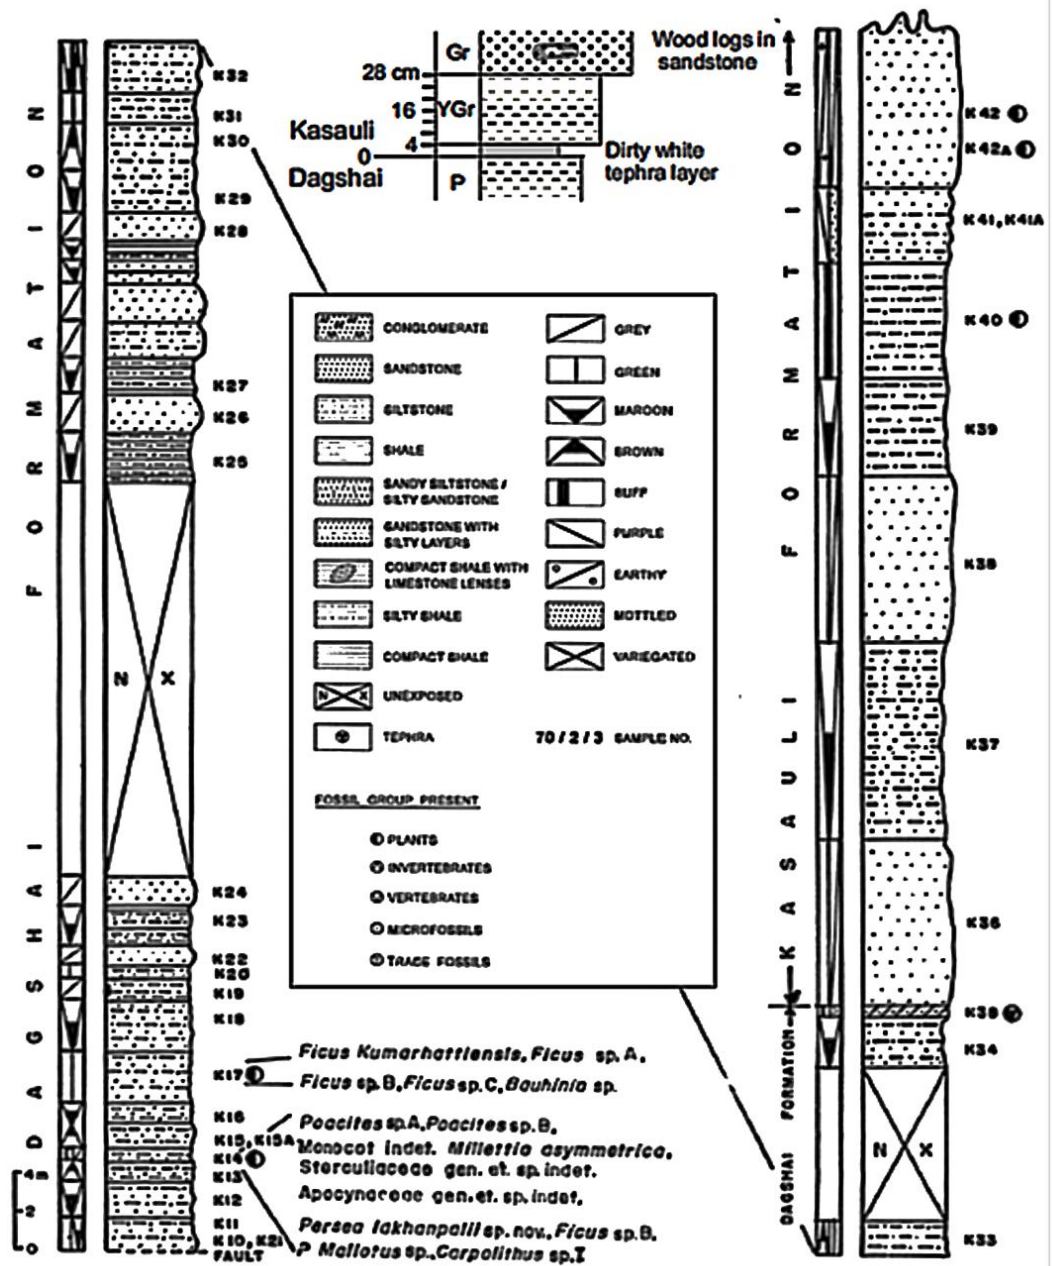 Gr
Wood logs in
sandstone
28 cm
16
YGr
4
Kasauli
0
Dagshai
P
Dirty white
tephra layer
DAGSHAI FORMATION
K32
K31
K30
K29
K28
K27
K26
K25
N X
K24
K23
K22
K20
K19
K18
K17
K16
K15, K15A
K14
K13
K12
K11
K10, K21
FAULT
4m
2
0
CONGLOMERATE
SANDSTONE
SILTSTONE
SHALE
SANDY SILTSTONE /
SILTY SANDSTONE
SANDSTONE WITH
SILTY LAYERS
COMPACT SHALE WITH
LIMESTONE LENSES
SILTY SHALE
COMPACT SHALE
N X UNEXPOSED
TEPHRA
GREY
GREEN
MAROON
BROWN
BUFF
PURPLE
EARTHY
MOTTLED
VARIEGATED
70 / 2 / 3 SAMPLE NO.
FOSSIL GROUP PRESENT
PLANTS
INVERTEBRATES
VERTEBRATES
MICROFOSSILS
TRACE FOSSILS
Ficus Kumarhattiensis, Ficus sp. A,
Ficus sp. B, Ficus sp. C, Bauhinia sp.
Poacites sp. A, Poacites sp. B,
Monocot indet. Millettia asymmetrica,
Sterculiaceae gen. et. sp. indet.
Apocynaceae gen. et. sp. indet,
Persea lakhanpalii sp. nov., Ficus sp. B,
P Mallotus sp., Carpolithus sp. I
KASAULI FORMATION
DAGSHAI FORMATION
K42
K42A
K41, K41A
K40
K39
K38
K37
K36
K34
N X
K33